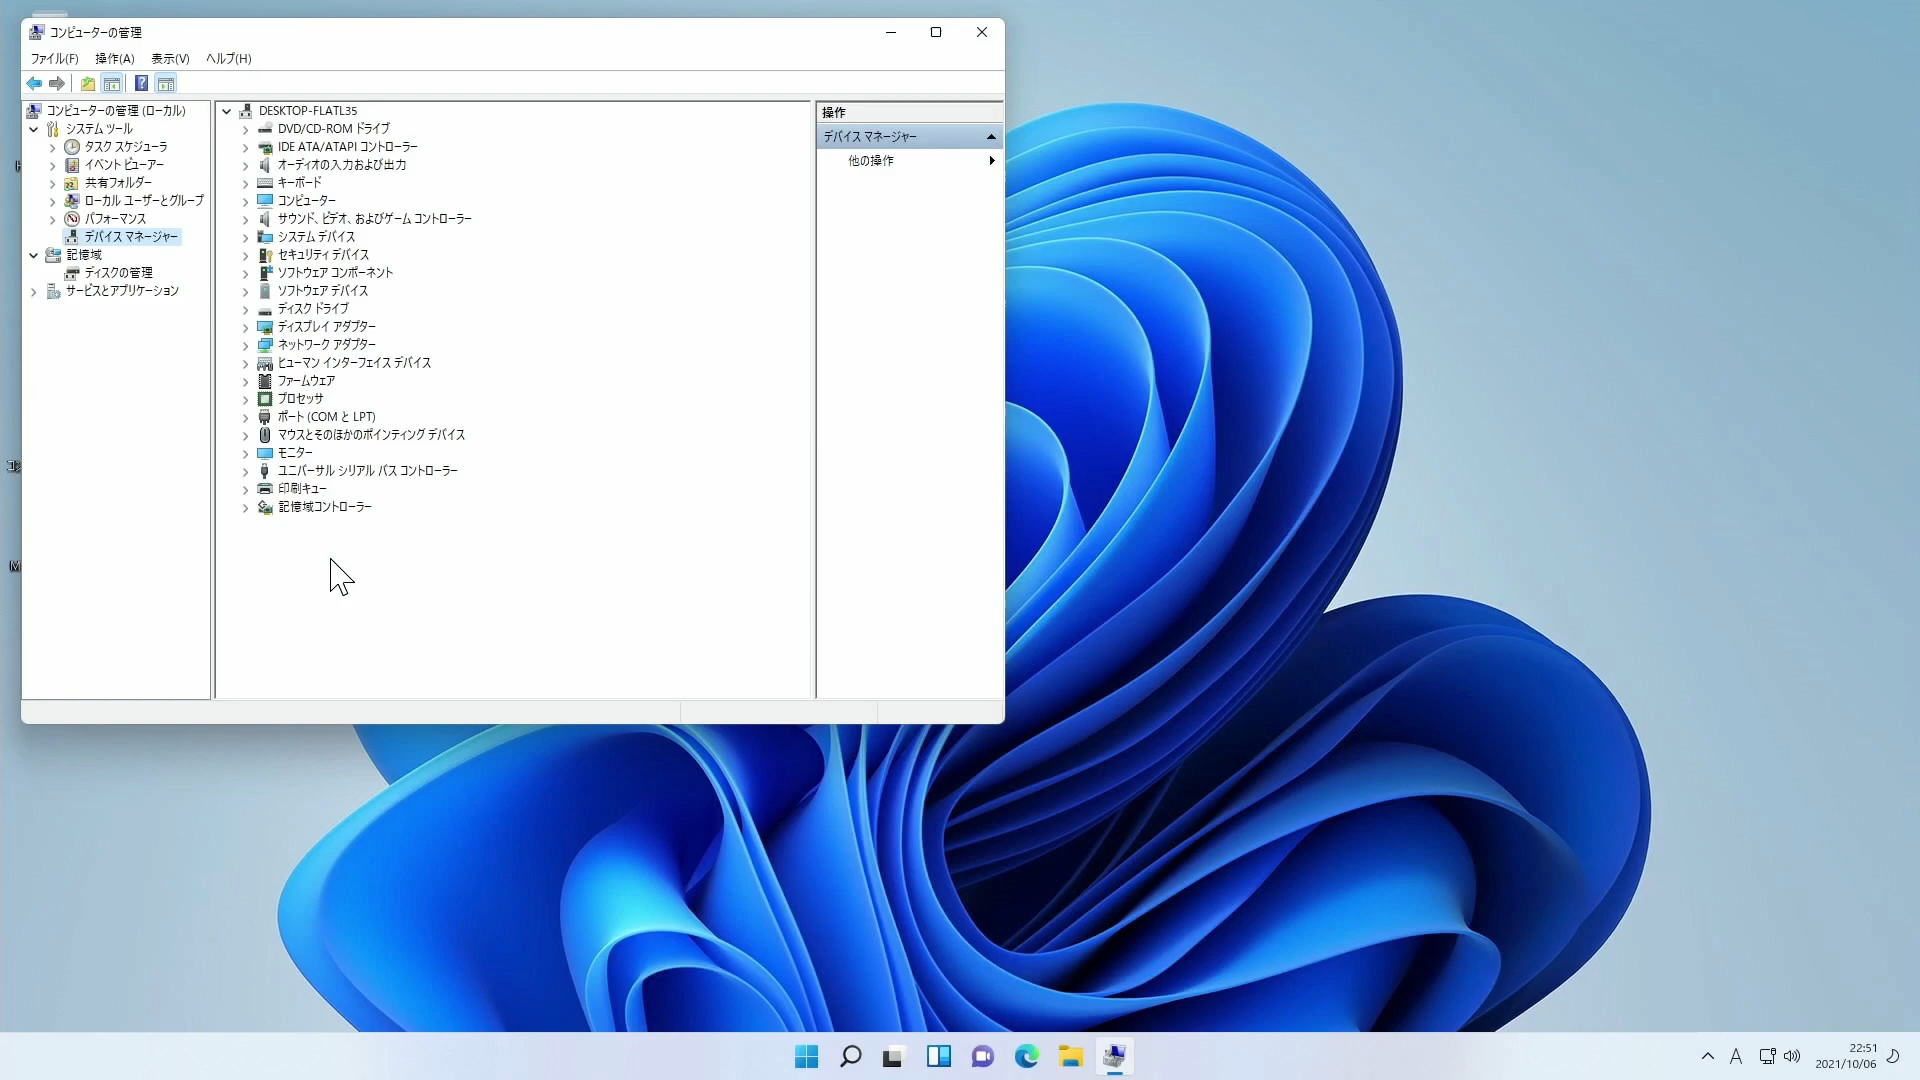 コンピューターの管理
ファイル(F) 操作(A) 表示(V) ヘルプ(H)
コンピューターの管理 (ローカル)
システム ツール
タスク スケジューラ
イベント ビューアー
共有フォルダー
ローカル ユーザーとグループ
パフォーマンス
デバイス マネージャー
記憶域
ディスクの管理
サービスとアプリケーション
DESKTOP-FLATL35
DVD/CD-ROM ドライブ
IDE ATA/ATAPI コントローラー
オーディオの入力および出力
キーボード
コンピューター
サウンド、ビデオ、およびゲーム コントローラー
システム デバイス
セキュリティ デバイス
ソフトウェア コンポーネント
ソフトウェア デバイス
ディスク ドライブ
ディスプレイ アダプター
ネットワーク アダプター
ヒューマン インターフェイス デバイス
ファームウェア
プロセッサ
ポート (COM と LPT)
マウスとそのほかのポインティング デバイス
モニター
ユニバーサル シリアル バス コントローラー
印刷キュー
記憶域コントローラー
操作
デバイス マネージャー
他の操作
A
22:51
2021/10/06